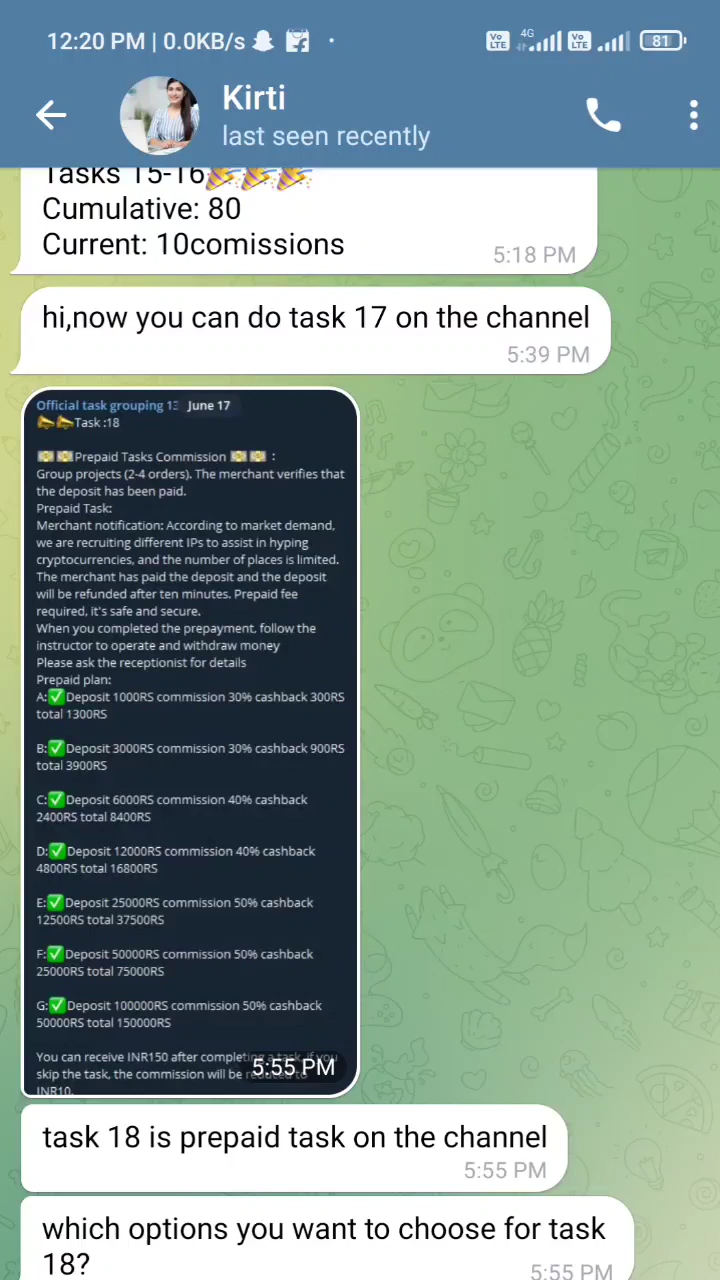 12:20 PM | 0.0KB/s
Vo LTE 4G Vo LTE 81
Kirti
last seen recently
Tasks 15-16🎉🎉🎉
Cumulative: 80
Current: 10comissions
5:18 PM
hi,now you can do task 17 on the channel
5:39 PM
Official task grouping 13 June 17
Task :18
Prepaid Tasks Commission :
Group projects (2-4 orders). The merchant verifies that
the deposit has been paid.
Prepaid Task:
Merchant notification: According to market demand,
we are recruiting different IPs to assist in hyping
cryptocurrencies, and the number of places is limited.
The merchant has paid the deposit and the deposit
will be refunded after ten minutes. Prepaid fee
required, it's safe and secure.
When you completed the prepayment, follow the
instructor to operate and withdraw money
Please ask the receptionist for details
Prepaid plan:
A:✅Deposit 1000RS commission 30% cashback 300RS
total 1300RS
B:✅Deposit 3000RS commission 30% cashback 900RS
total 3900RS
C:✅Deposit 6000RS commission 40% cashback
2400RS total 8400RS
D:✅Deposit 12000RS commission 40% cashback
4800RS total 16800RS
E:✅Deposit 25000RS commission 50% cashback
12500RS total 37500RS
F:✅Deposit 50000RS commission 50% cashback
25000RS total 75000RS
G:✅Deposit 100000RS commission 50% cashback
50000RS total 150000RS
You can receive INR150 after completing a task. If you
skip the task, the commission will be reduced to
INR10.
5:55 PM
task 18 is prepaid task on the channel
5:55 PM
which options you want to choose for task
18?
5:55 PM